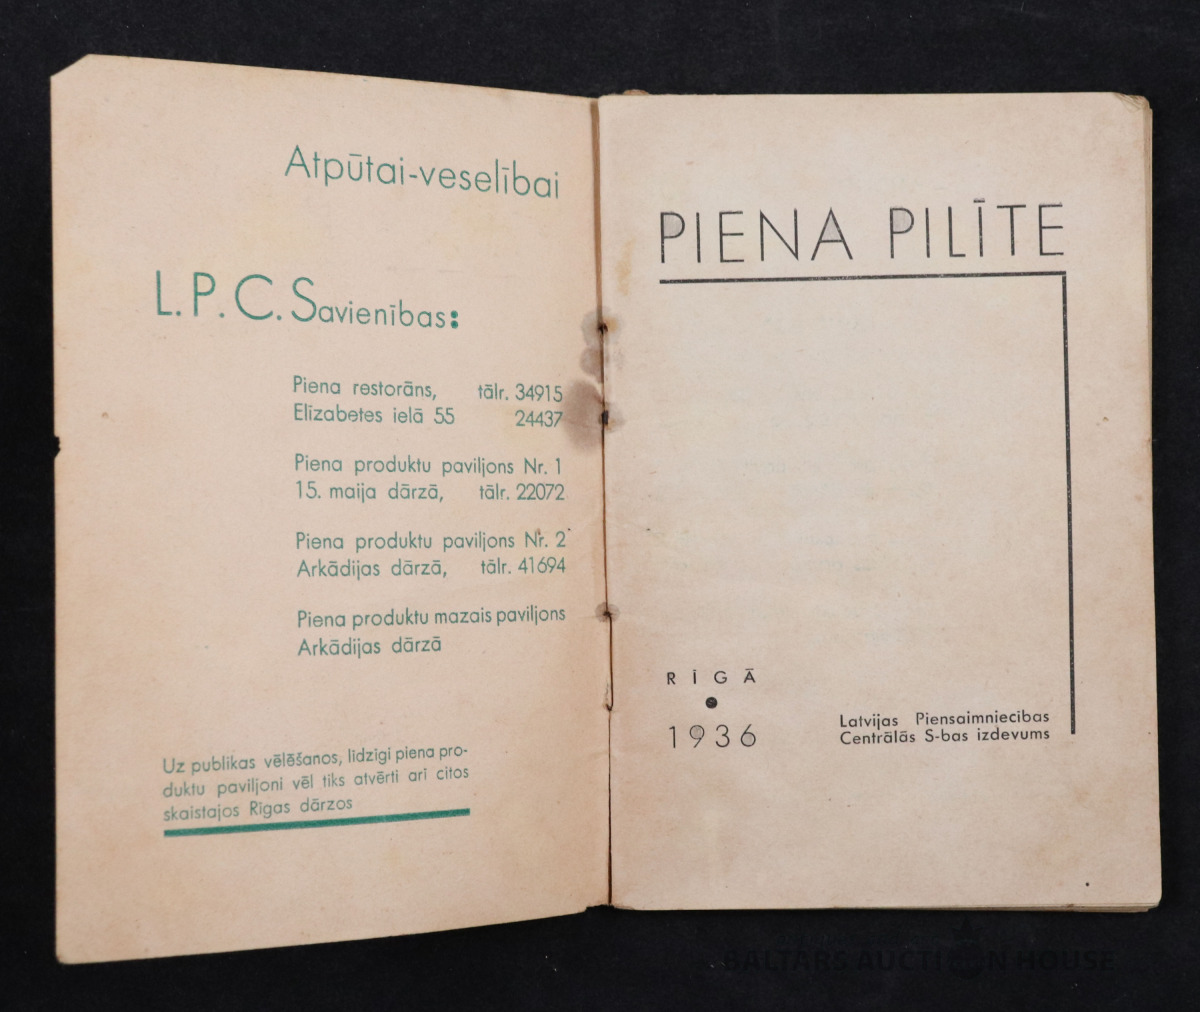 Atpūtai-veselībai
L.P.C.Savienības:
Piena restorāns, tālr. 34915
Elizabetes ielā 55 24437
Piena produktu paviljons Nr. 1
15. maija dārzā, tālr. 22072
Piena produktu paviljons Nr. 2
Arkādijas dārzā, tālr. 41694
Piena produktu mazais paviljons
Arkādijas dārzā
Uz publikas vēlēšanos, līdzīgi piena pro-
duktu paviljoni vēl tiks atvērti arī citos
skaistajos Rīgas dārzos
PIENA PILĪTE
RĪGĀ
1936
Latvijas Piensaimniecības
Centrālās S-bas izdevums
BALTARS AUCTION HOUSE